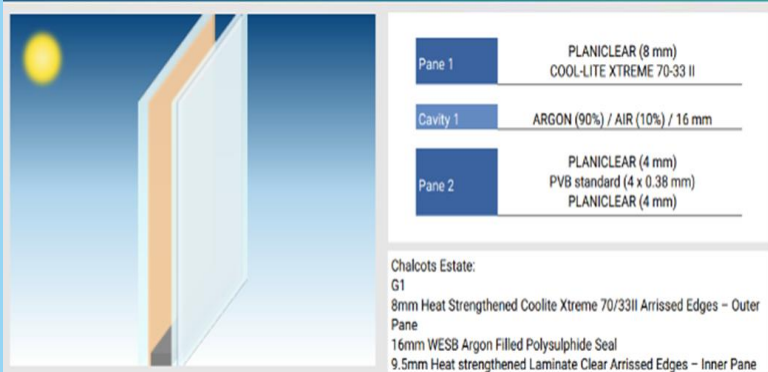 Pane 1
PLANICLEAR (8 mm)
COOL-LITE XTREME 70-33 II
Cavity 1
ARGON (90%) / AIR (10%) / 16 mm
Pane 2
PLANICLEAR (4 mm)
PVB standard (4 x 0.38 mm)
PLANICLEAR (4 mm)
Chalcots Estate:
G1
8mm Heat Strengthened Coolite Xtreme 70/33II Arrissed Edges – Outer
Pane
16mm WESB Argon Filled Polysulphide Seal
9.5mm Heat strengthened Laminate Clear Arrissed Edges – Inner Pane